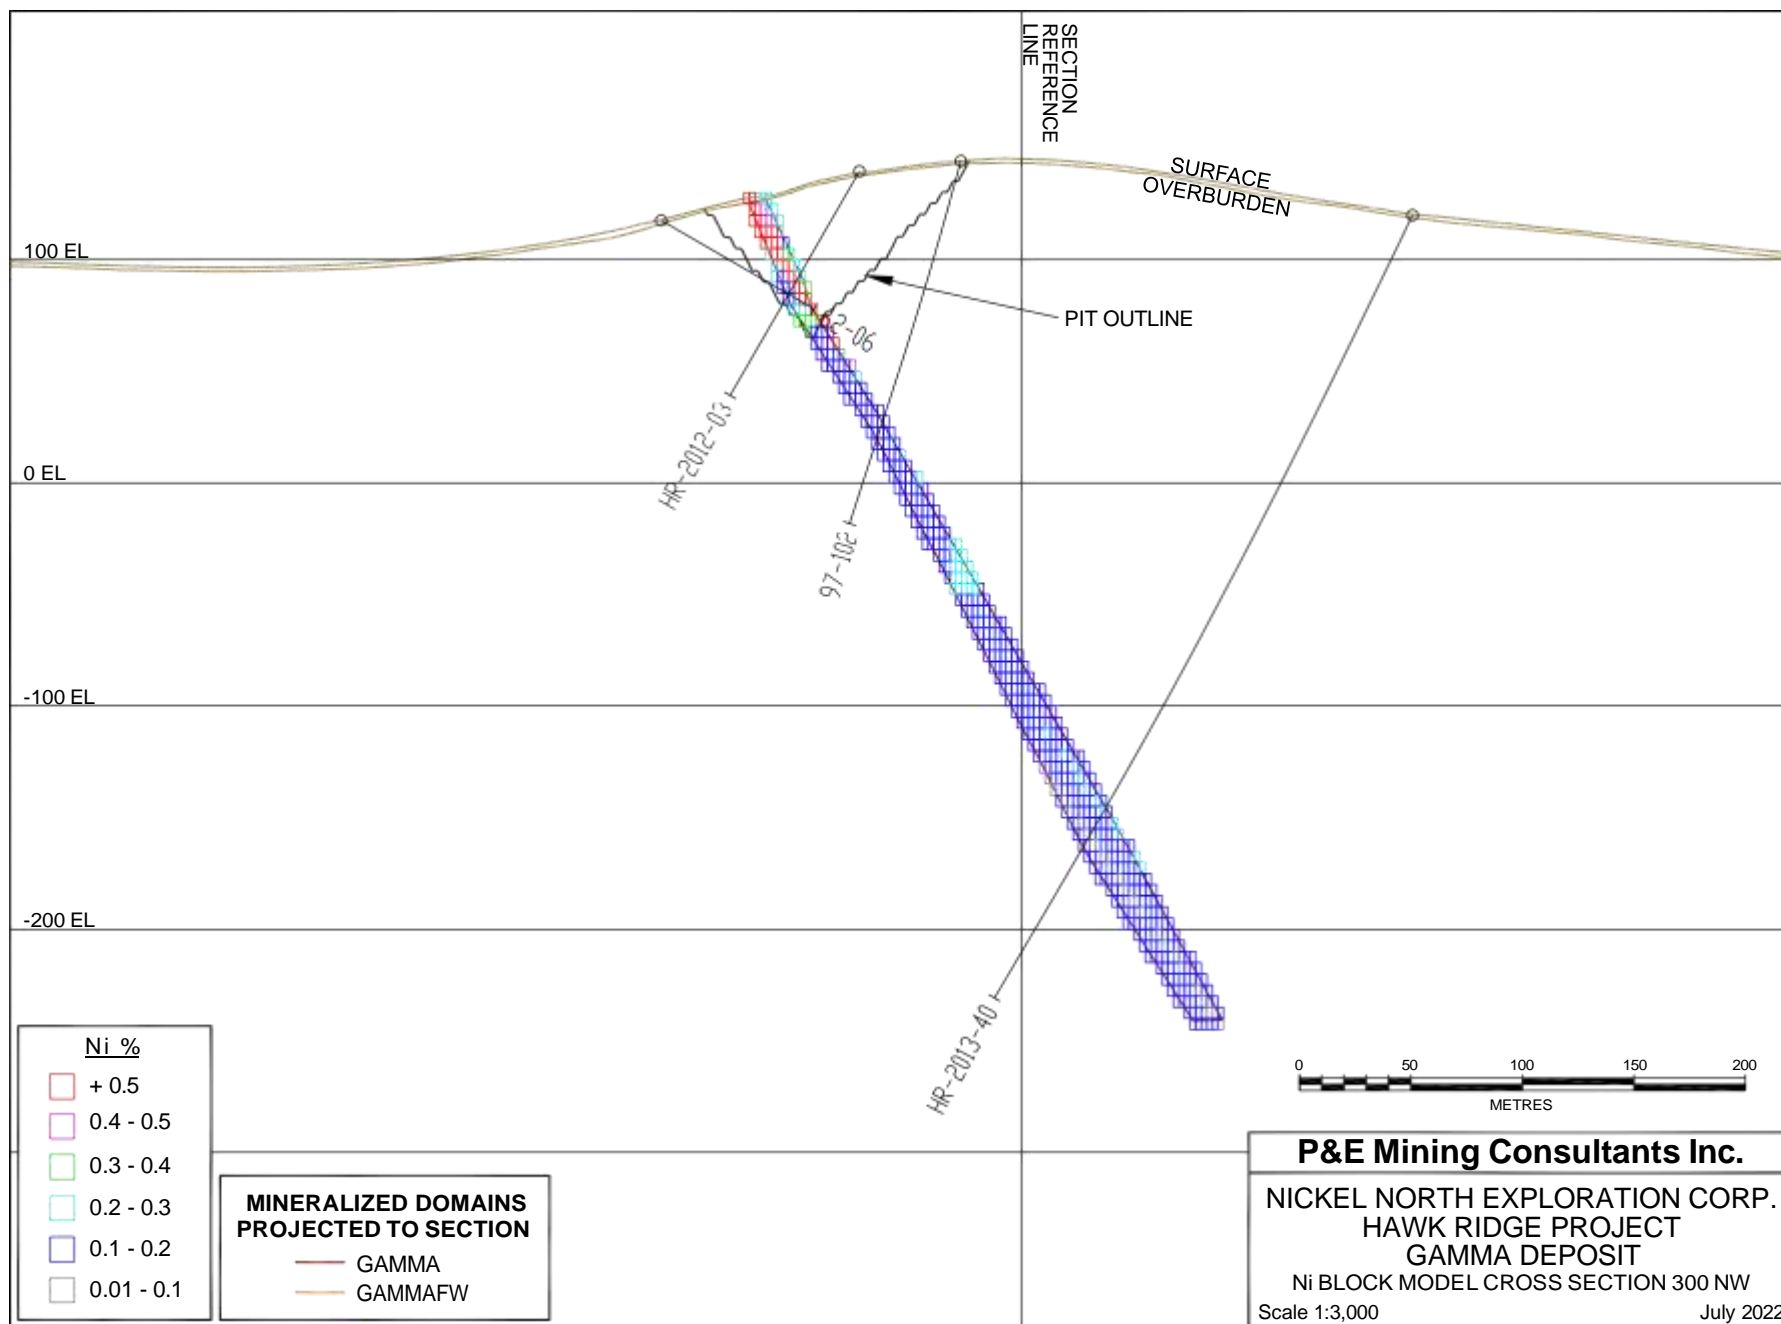 SECTION
REFERENCE
LINE
SURFACE
OVERBURDEN
100 EL
PIT OUTLINE
HR-2012-03
0 EL
97-102
-100 EL
-200 EL
HR-2013-40
Ni %
+ 0.5
0.4 - 0.5
0.3 - 0.4
0.2 - 0.3
0.1 - 0.2
0.01 - 0.1
MINERALIZED DOMAINS
PROJECTED TO SECTION
GAMMA
GAMMAFW
0 50 100 150 200
METRES
P&E Mining Consultants Inc.
NICKEL NORTH EXPLORATION CORP.
HAWK RIDGE PROJECT
GAMMA DEPOSIT
Ni BLOCK MODEL CROSS SECTION 300 NW
Scale 1:3,000 July 2022